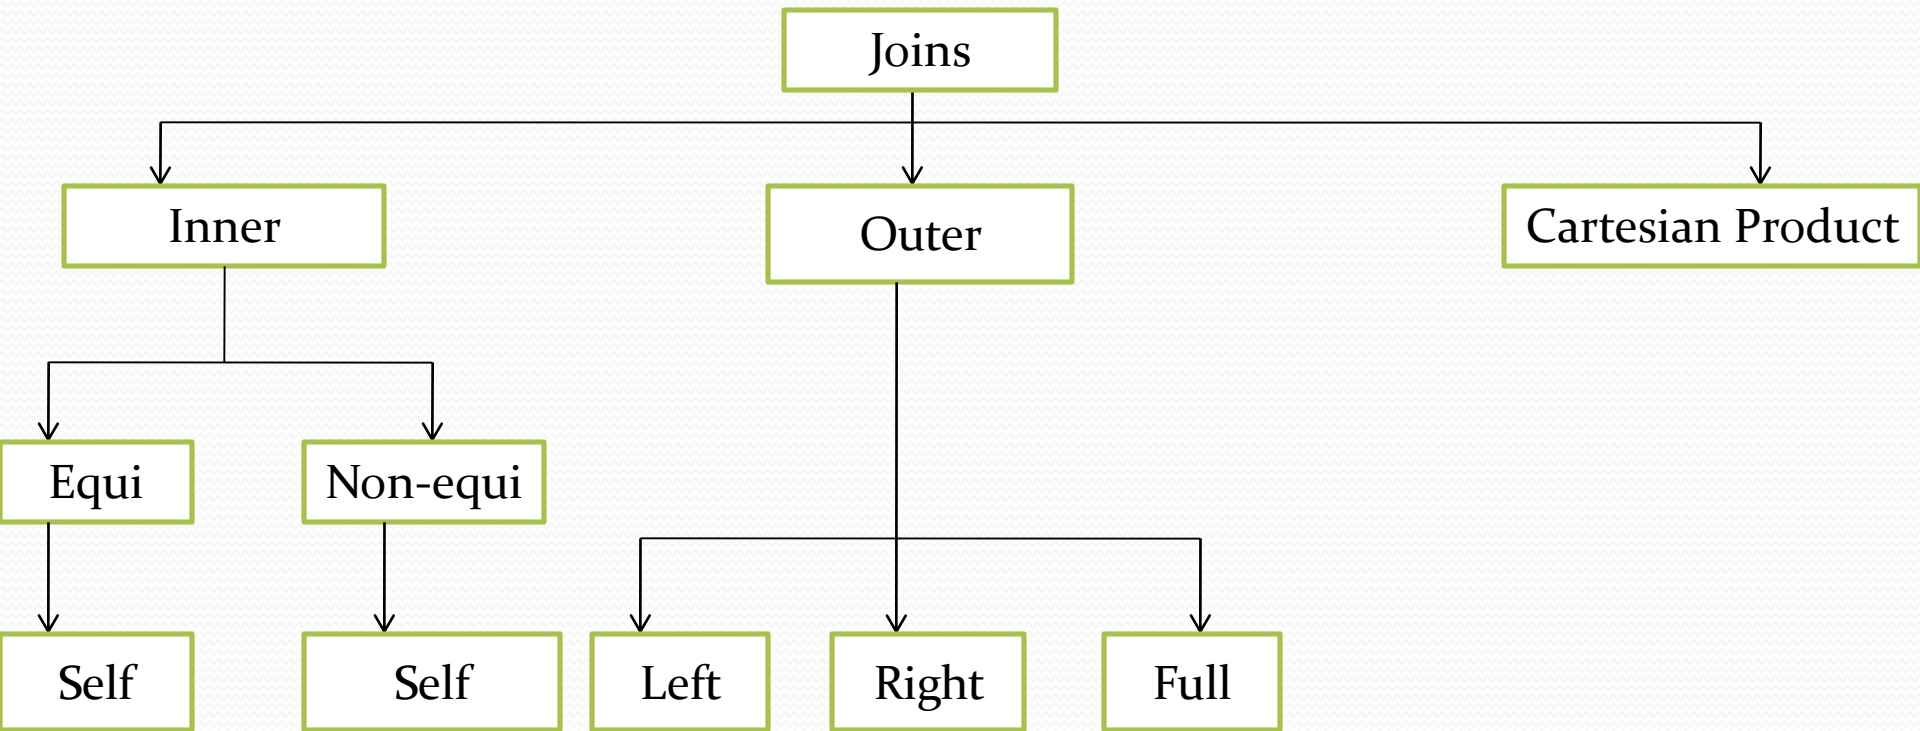 Joins
Inner
Outer
Cartesian Product
Equi
Non-equi
Self
Self
Left
Right
Full